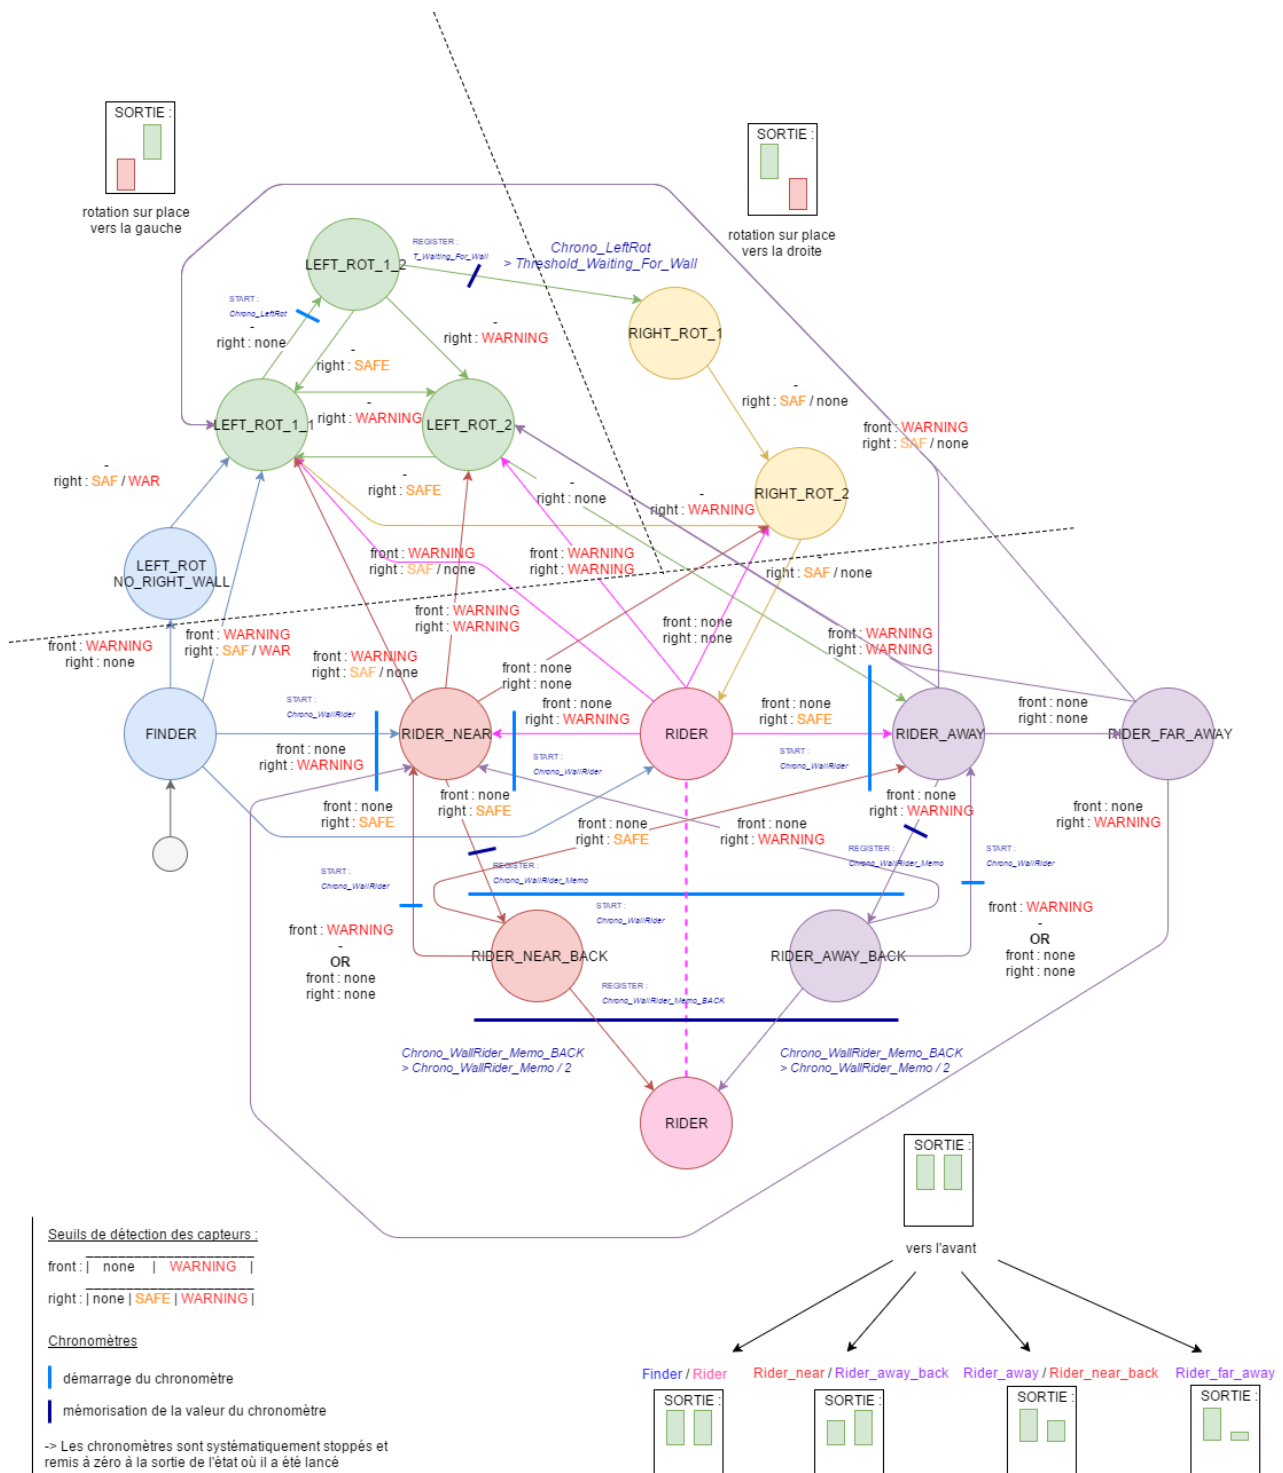 SORTIE :
rotation sur place
vers la gauche
SORTIE :
rotation sur place
vers la droite
LEFT_ROT_1_2
REGISTER :
T_Waiting_For_Wall
Chrono_LeftRot
> Threshold_Waiting_For_Wall
START :
Chrono_LeftRot
-
right : none
-
right : SAFE
-
right : WARNING
RIGHT_ROT_1
-
right : SAF / none
LEFT_ROT_1_1
-
right : WARNING
LEFT_ROT_2
front : WARNING
right : SAF / none
-
right : SAF / WAR
-
right : SAFE
-
right : none
-
right : WARNING
RIGHT_ROT_2
LEFT_ROT
NO_RIGHT_WALL
front : WARNING
right : SAF / none
front : WARNING
right : WARNING
-
right : SAF / none
front : WARNING
right : none
front : WARNING
right : SAF / WAR
front : WARNING
right : WARNING
front : none
right : none
front : WARNING
right : WARNING
front : WARNING
right : SAF / none
front : none
right : none
START :
Chrono_WallRider
FINDER
front : none
right : WARNING
RIDER_NEAR
front : none
right : WARNING
START :
Chrono_WallRider
RIDER
front : none
right : SAFE
START :
Chrono_WallRider
RIDER_AWAY
front : none
right : none
RIDER_FAR_AWAY
front : none
right : SAFE
front : none
right : SAFE
front : none
right : SAFE
front : none
right : WARNING
front : none
right : WARNING
front : none
right : WARNING
START :
Chrono_WallRider
REGISTER :
Chrono_WallRider_Memo
REGISTER :
Chrono_WallRider_Memo
START :
Chrono_WallRider
START :
Chrono_WallRider
front : WARNING
-
OR
front : none
right : none
RIDER_NEAR_BACK
RIDER_AWAY_BACK
front : WARNING
-
OR
front : none
right : none
REGISTER :
Chrono_WallRider_Memo_BACK
Chrono_WallRider_Memo_BACK
> Chrono_WallRider_Memo / 2
Chrono_WallRider_Memo_BACK
> Chrono_WallRider_Memo / 2
RIDER
SORTIE :
vers l'avant
Seuils de détection des capteurs :
front : | none | WARNING |
right : | none | SAFE | WARNING |
Chronomètres
démarrage du chronomètre
mémorisation de la valeur du chronomètre
-> Les chronomètres sont systématiquement stoppés et
remis à zéro à la sortie de l'état où il a été lancé
Finder / Rider
SORTIE :
Rider_near / Rider_away_back
SORTIE :
Rider_away / Rider_near_back
SORTIE :
Rider_far_away
SORTIE :